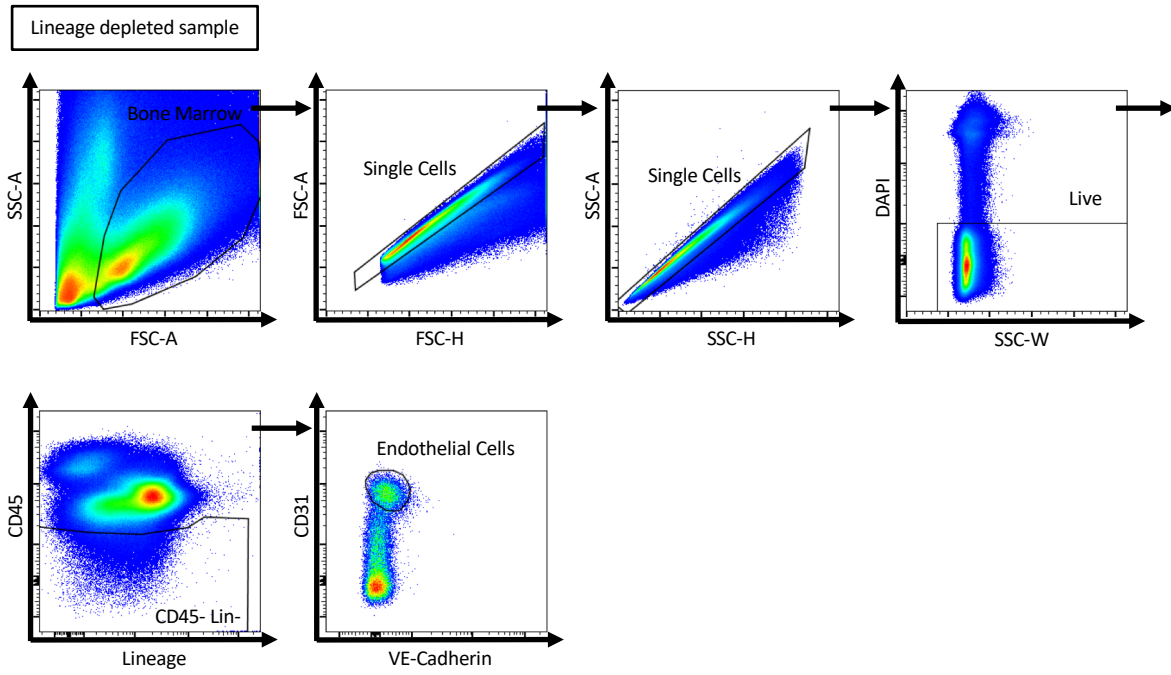 Lineage depleted sample
Bone Marrow
SSC-A
FSC-A
Single Cells
FSC-A
FSC-H
Single Cells
SSC-A
SSC-H
Live
DAPI
SSC-W
CD45
CD45- Lin-
Lineage
Endothelial Cells
CD31
VE-Cadherin